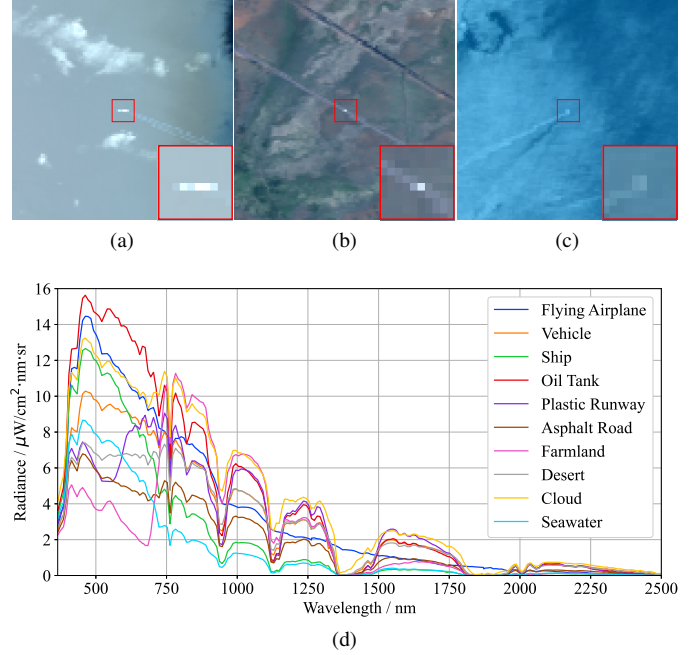 (a)
(b)
(c)
16
14
12
10
8
6
4
2
0
Radiance / μW/cm²·nm·sr
500
750
1000
1250
1500
1750
2000
2250
2500
Wavelength / nm
Flying Airplane
Vehicle
Ship
Oil Tank
Plastic Runway
Asphalt Road
Farmland
Desert
Cloud
Seawater
(d)